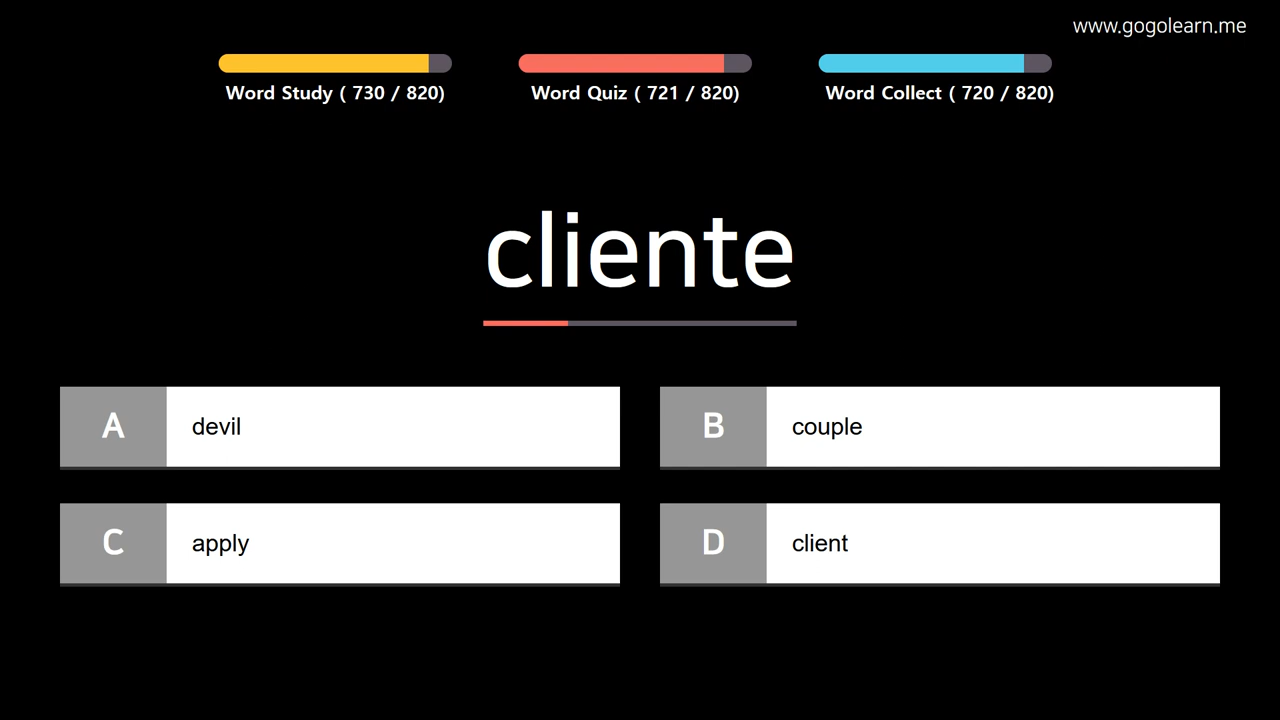 www.gogolearn.me
Word Study ( 730 / 820)
Word Quiz ( 721 / 820)
Word Collect ( 720 / 820)
cliente
A devil
B couple
C apply
D client